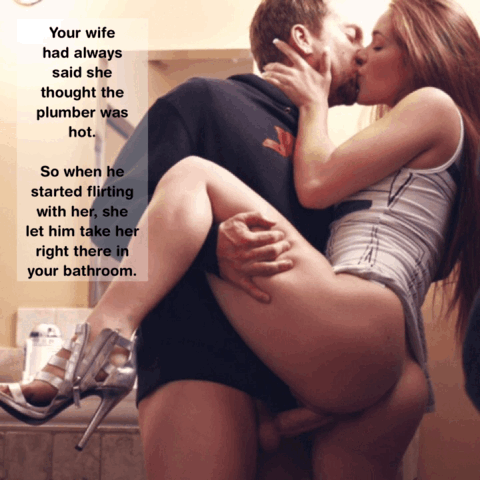 Your wife
had always
said she
thought the
plumber was
hot.
So when he
started flirting
with her, she
let him take her
right there in
your bathroom.